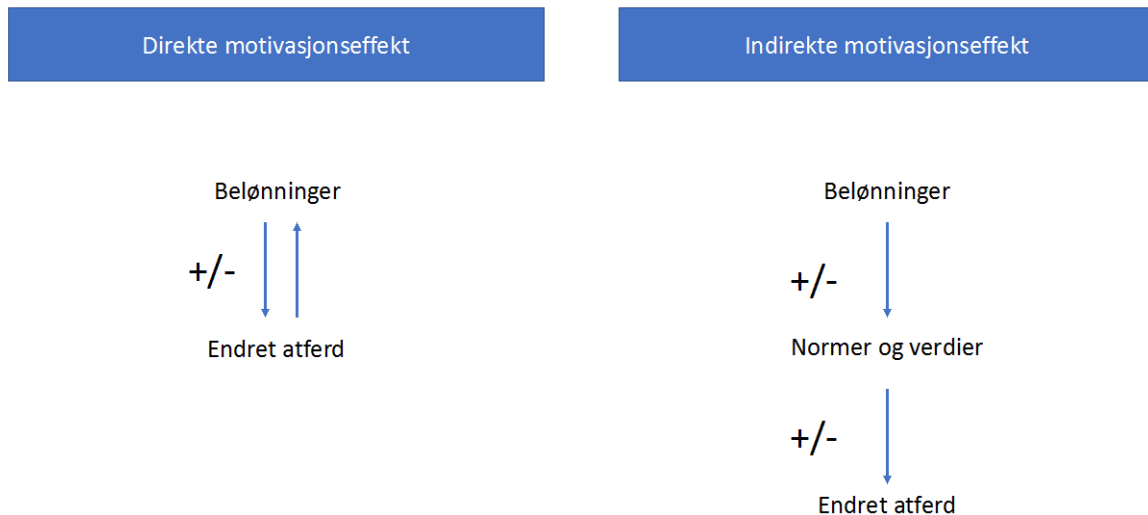 Direkte motivasjonseffekt
Indirekte motivasjonseffekt
Belønninger
+/-
Endret atferd
Belønninger
+/-
Normer og verdier
+/-
Endret atferd